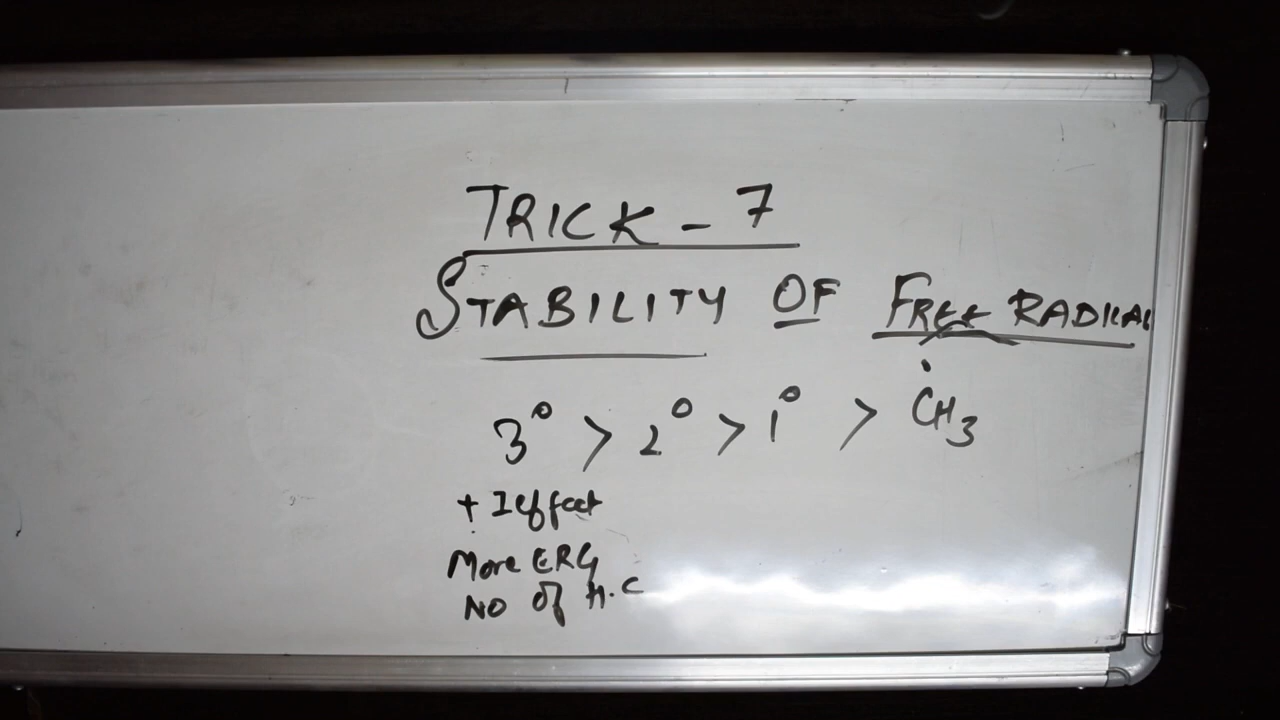 TRICK - 7
STABILITY OF FREE RADICAL
3° > 2° > 1° > ĊH3
+ I effect
More ERG
NO of H.C